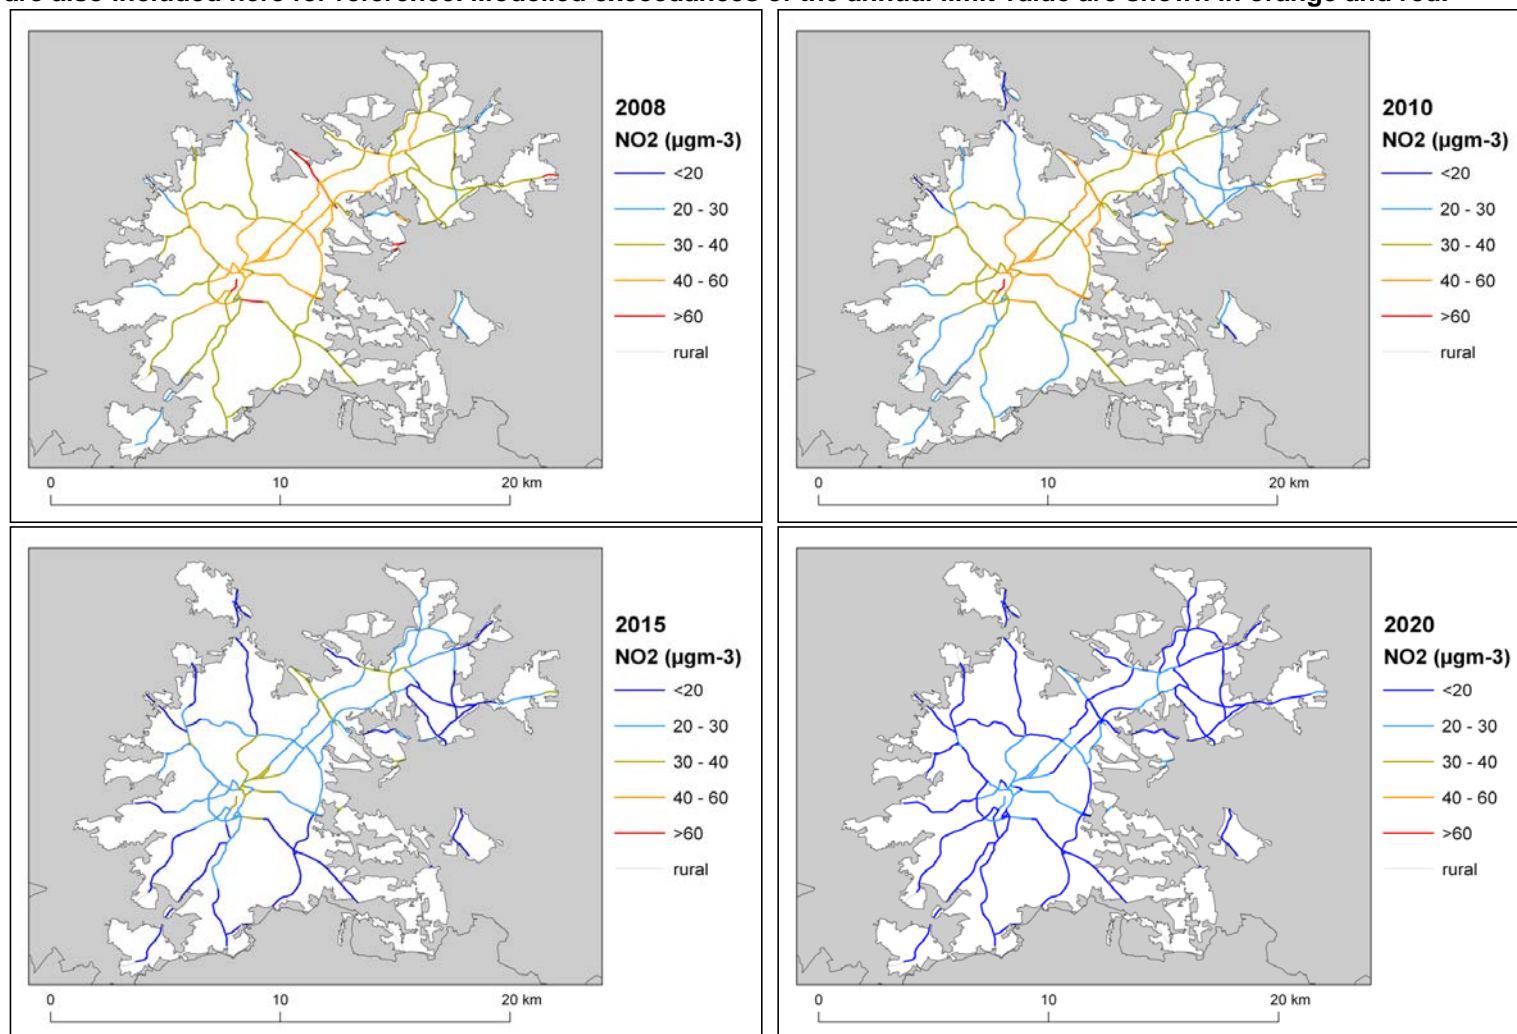 are also included here for reference. Modelled exceedances of the annual limit value are shown in orange and red.
2008
NO2 (µgm-3)
<20
20 - 30
30 - 40
40 - 60
>60
rural
0 10 20 km
2010
NO2 (µgm-3)
<20
20 - 30
30 - 40
40 - 60
>60
rural
0 10 20 km
2015
NO2 (µgm-3)
<20
20 - 30
30 - 40
40 - 60
>60
rural
0 10 20 km
2020
NO2 (µgm-3)
<20
20 - 30
30 - 40
40 - 60
>60
rural
0 10 20 km